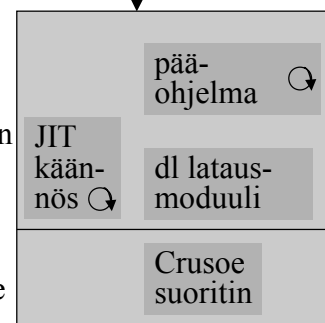 pää-
ohjelma
n
JIT
kään-
nös
dl lataus-
moduuli
Crusoe
suoritin
e